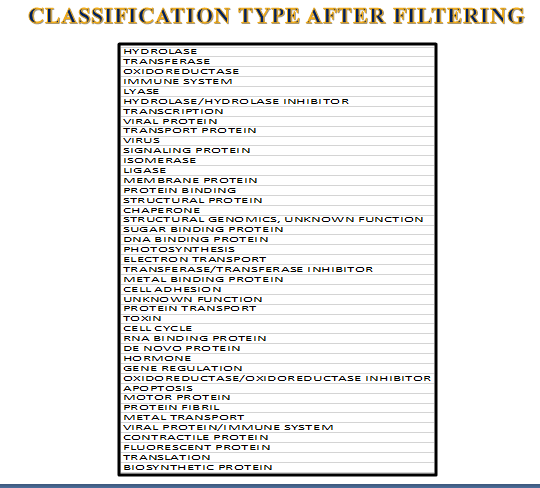 CLASSIFICATION TYPE AFTER FILTERING
HYDROLASE
TRANSFERASE
OXIDOREDUCTASE
IMMUNE SYSTEM
LYASE
HYDROLASE/HYDROLASE INHIBITOR
TRANSCRIPTION
VIRAL PROTEIN
TRANSPORT PROTEIN
VIRUS
SIGNALING PROTEIN
ISOMERASE
LIGASE
MEMBRANE PROTEIN
PROTEIN BINDING
STRUCTURAL PROTEIN
CHAPERONE
STRUCTURAL GENOMICS, UNKNOWN FUNCTION
SUGAR BINDING PROTEIN
DNA BINDING PROTEIN
PHOTOSYNTHESIS
ELECTRON TRANSPORT
TRANSFERASE/TRANSFERASE INHIBITOR
METAL BINDING PROTEIN
CELL ADHESION
UNKNOWN FUNCTION
PROTEIN TRANSPORT
TOXIN
CELL CYCLE
RNA BINDING PROTEIN
DE NOVO PROTEIN
HORMONE
GENE REGULATION
OXIDOREDUCTASE/OXIDOREDUCTASE INHIBITOR
APOPTOSIS
MOTOR PROTEIN
PROTEIN FIBRIL
METAL TRANSPORT
VIRAL PROTEIN/IMMUNE SYSTEM
CONTRACTILE PROTEIN
FLUORESCENT PROTEIN
TRANSLATION
BIOSYNTHETIC PROTEIN